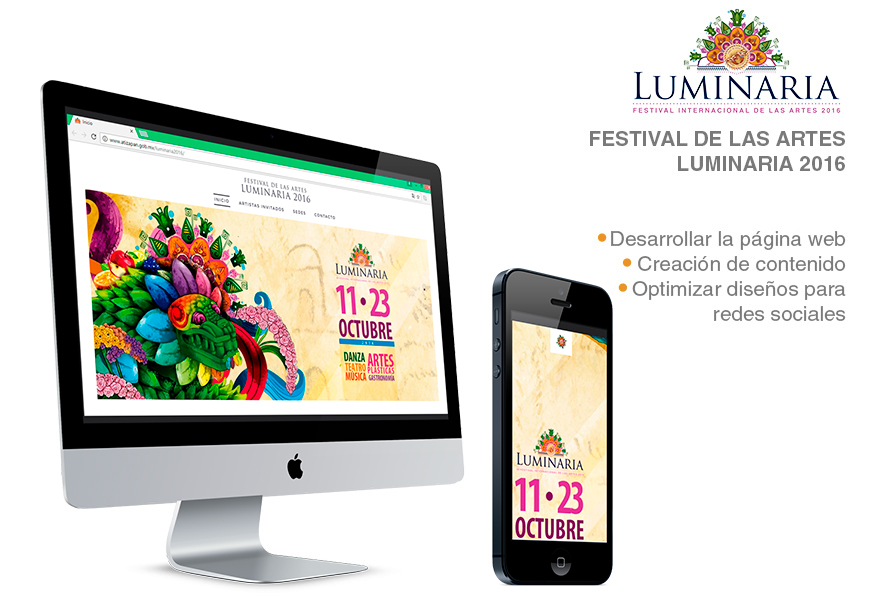 LUMINARIA
FESTIVAL INTERNACIONAL DE LAS ARTES 2016
FESTIVAL DE LAS ARTES
LUMINARIA 2016
Desarrollar la página web
Creación de contenido
Optimizar diseños para
redes sociales
Inicio
www.atizapan.gob.mx/luminaria2016/
FESTIVAL DE LAS ARTES
LUMINARIA 2016
INICIO ARTISTAS INVITADOS SEDES CONTACTO
LUMINARIA
11•23
OCTUBRE
2016
DANZA
TEATRO
MÚSICA
ARTES
PLÁSTICAS
GASTRONOMÍA
LUMINARIA
11•23
OCTUBRE